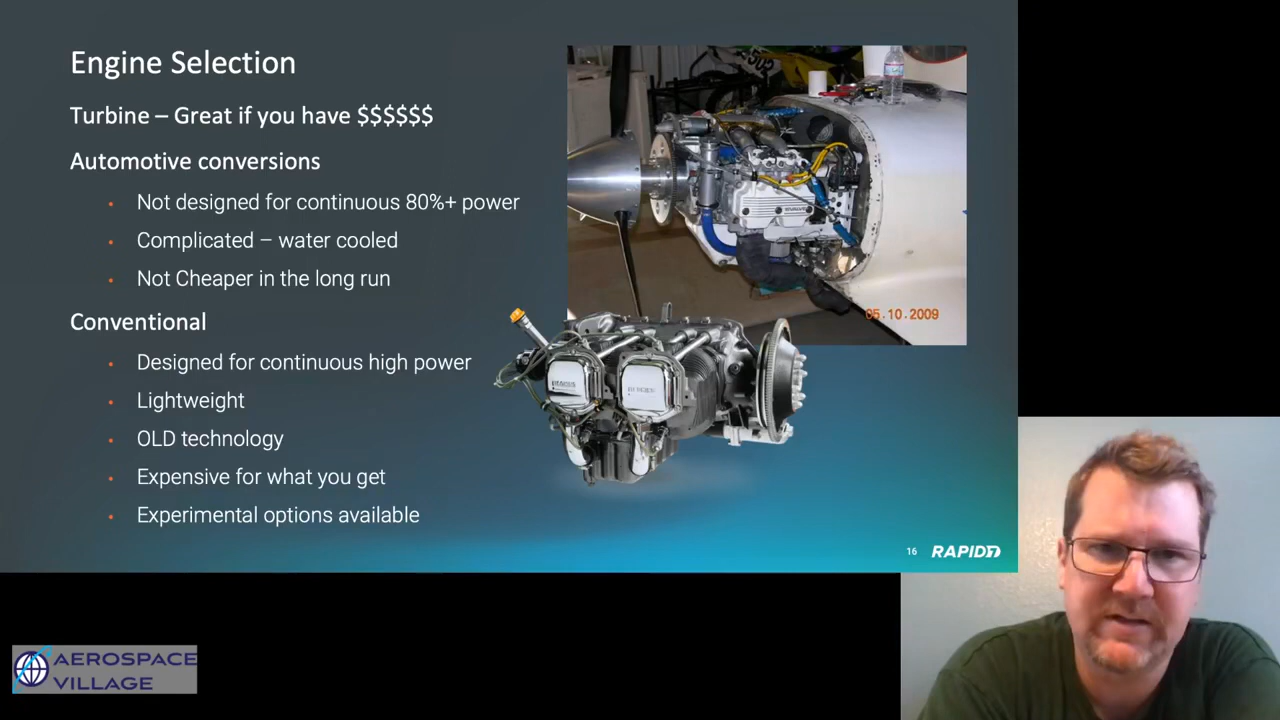 Engine Selection
Turbine – Great if you have $$$$$$
Automotive conversions
• Not designed for continuous 80%+ power
• Complicated – water cooled
• Not Cheaper in the long run
Conventional
• Designed for continuous high power
• Lightweight
• OLD technology
• Expensive for what you get
• Experimental options available
05.10.2009
16 RAPID7
AEROSPACE
VILLAGE